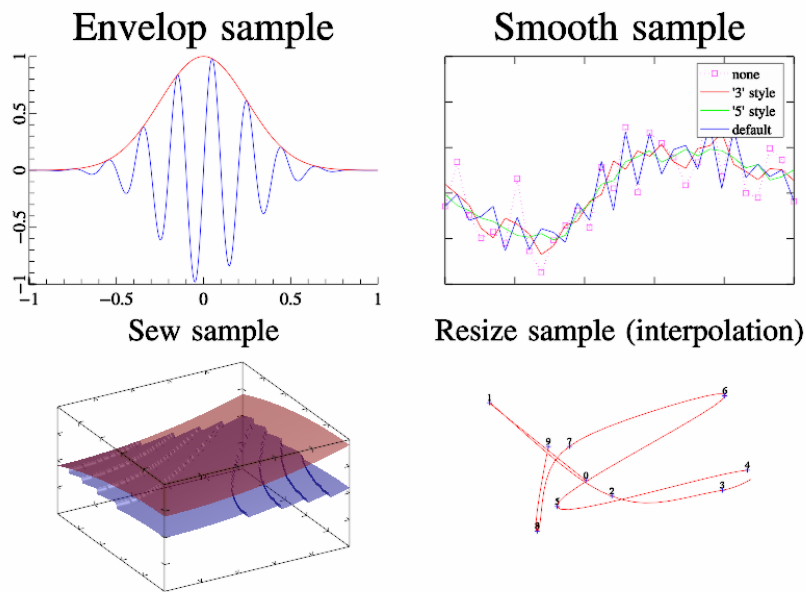 Envelop sample
Smooth sample
1
0.5
0
−0.5
−1
−1
−0.5
0
0.5
1
none
'3' style
'5' style
default
Sew sample
Resize sample (interpolation)
1
6
9
7
0
4
2
3
5
8